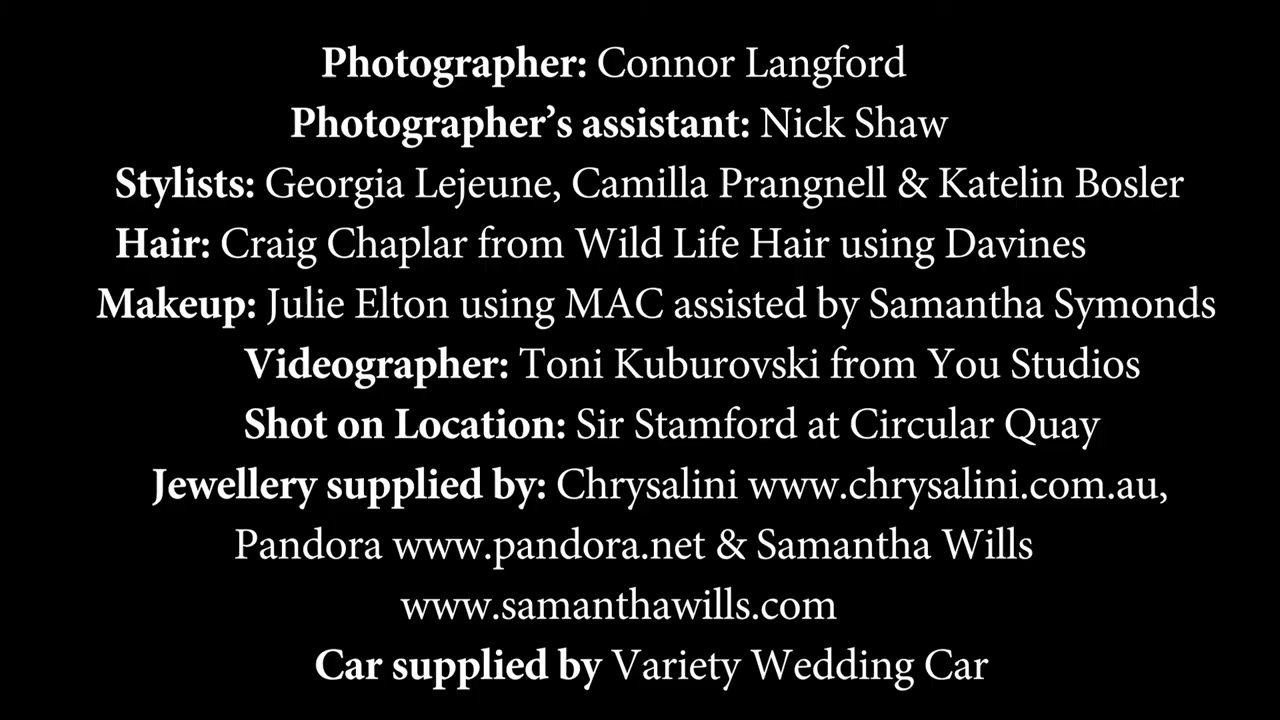 Photographer: Connor Langford
Photographer’s assistant: Nick Shaw
Stylists: Georgia Lejeune, Camilla Prangnell & Katelin Bosler
Hair: Craig Chaplar from Wild Life Hair using Davines
Makeup: Julie Elton using MAC assisted by Samantha Symonds
Videographer: Toni Kuburovski from You Studios
Shot on Location: Sir Stamford at Circular Quay
Jewellery supplied by: Chrysalini www.chrysalini.com.au,
Pandora www.pandora.net & Samantha Wills
www.samanthawills.com
Car supplied by Variety Wedding Car